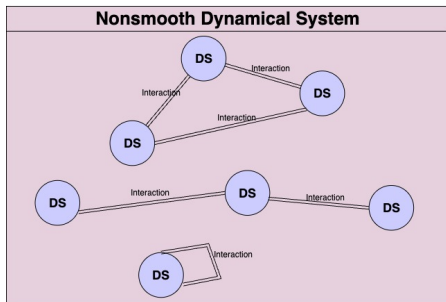 Nonsmooth Dynamical System
DS
Interaction
DS
Interaction
Interaction
DS
DS
Interaction
DS
Interaction
DS
Interaction
DS